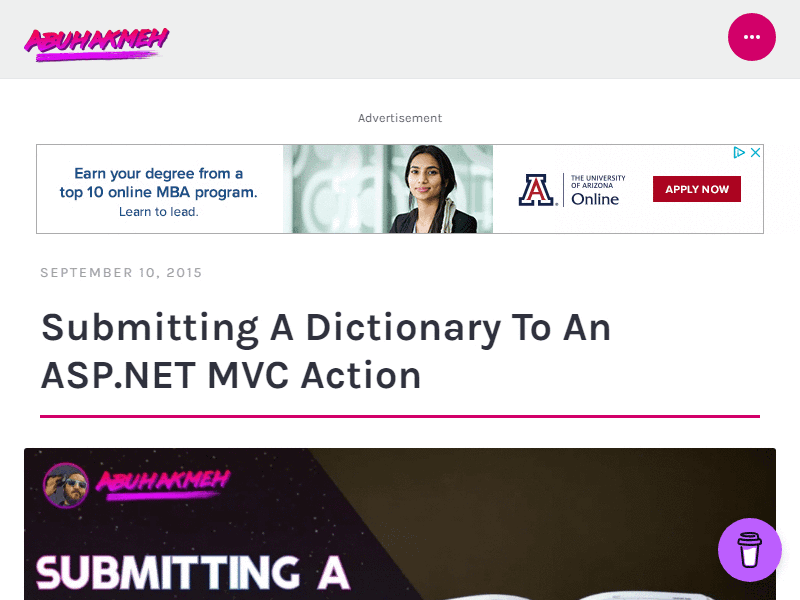 ABUHAKMEH
Advertisement
Earn your degree from a
top 10 online MBA program.
Learn to lead.
A
THE UNIVERSITY
OF ARIZONA
Online
APPLY NOW
SEPTEMBER 10, 2015
Submitting A Dictionary To An
ASP.NET MVC Action
ABUHAKMEH
SUBMITTING A